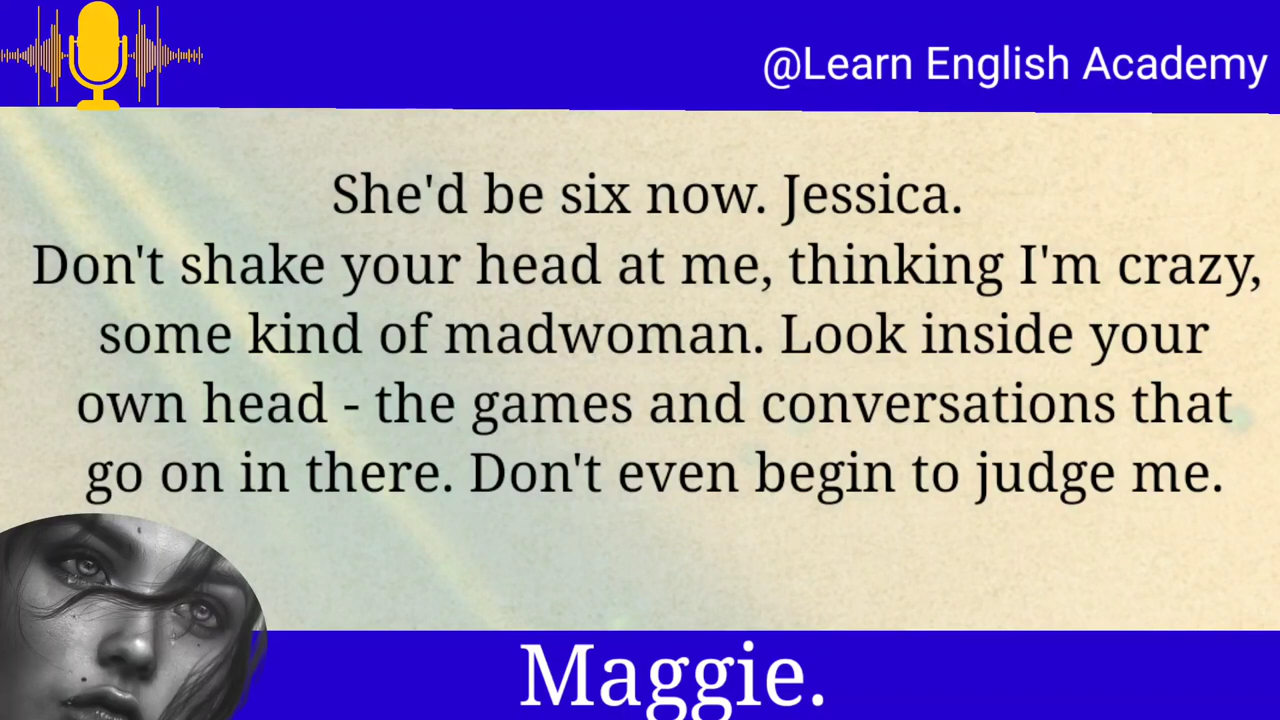 @Learn English Academy
She'd be six now. Jessica.
Don't shake your head at me, thinking I'm crazy,
some kind of madwoman. Look inside your
own head - the games and conversations that
go on in there. Don't even begin to judge me.
Maggie.